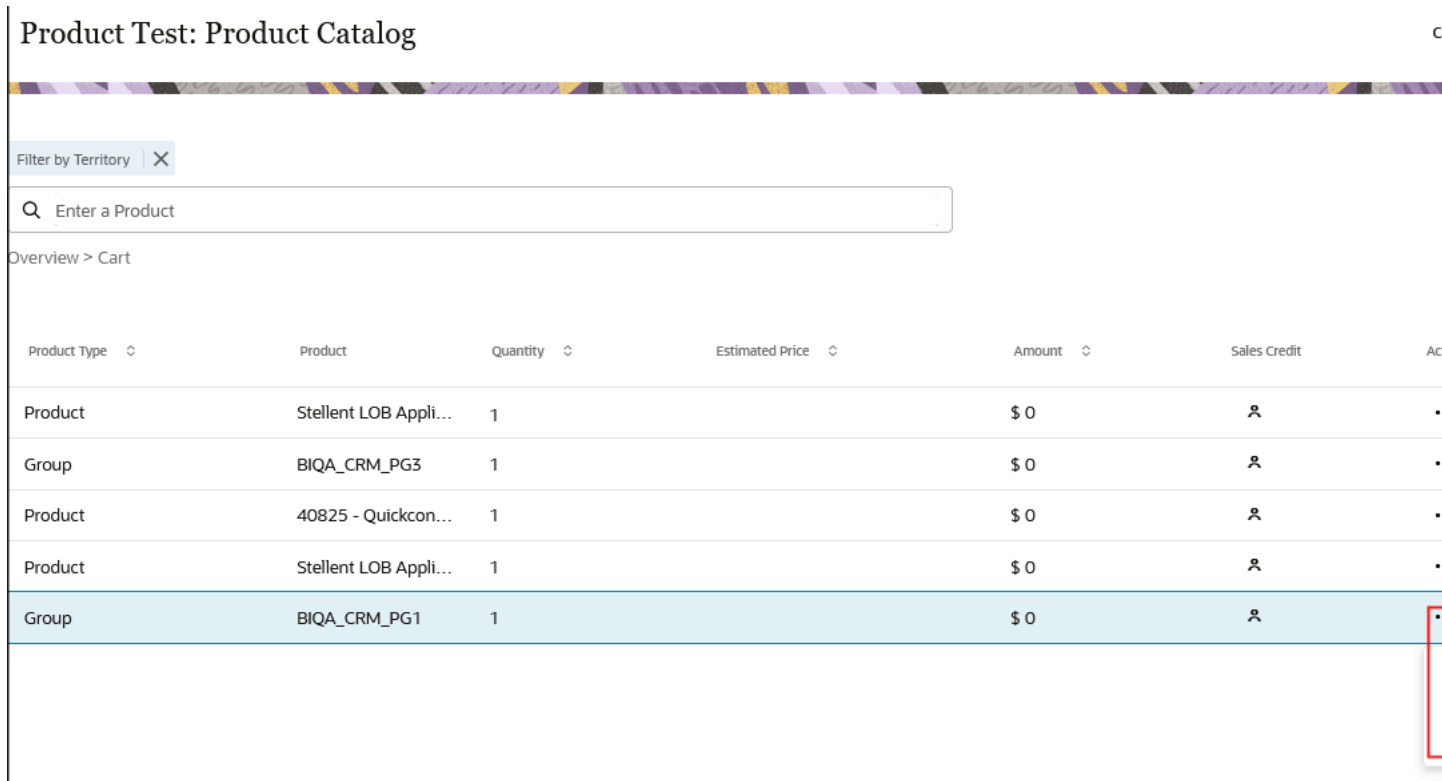 Product Test: Product Catalog
C
Filter by Territory
Enter a Product
Overview > Cart
Product Type Product Quantity Estimated Price Amount Sales Credit Ac
Product Stellent LOB Appli... 1 $ 0
Group BIQA_CRM_PG3 1 $ 0
Product 40825 - Quickcon... 1 $ 0
Product Stellent LOB Appli... 1 $ 0
Group BIQA_CRM_PG1 1 $ 0